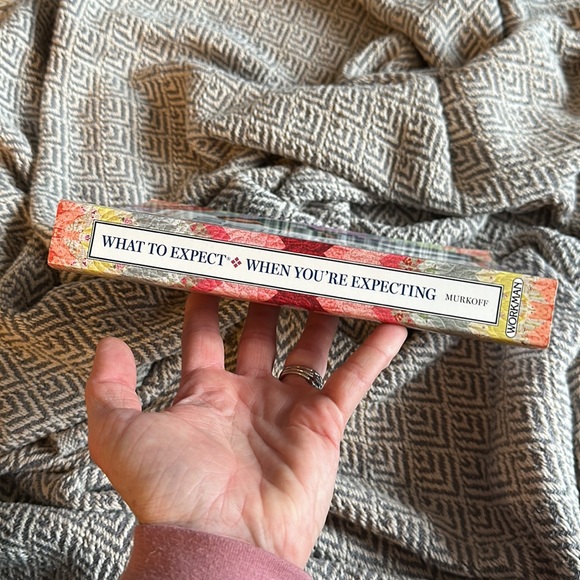 WHAT TO EXPECT® ❖ WHEN YOU'RE EXPECTING MURKOFF WORKMAN